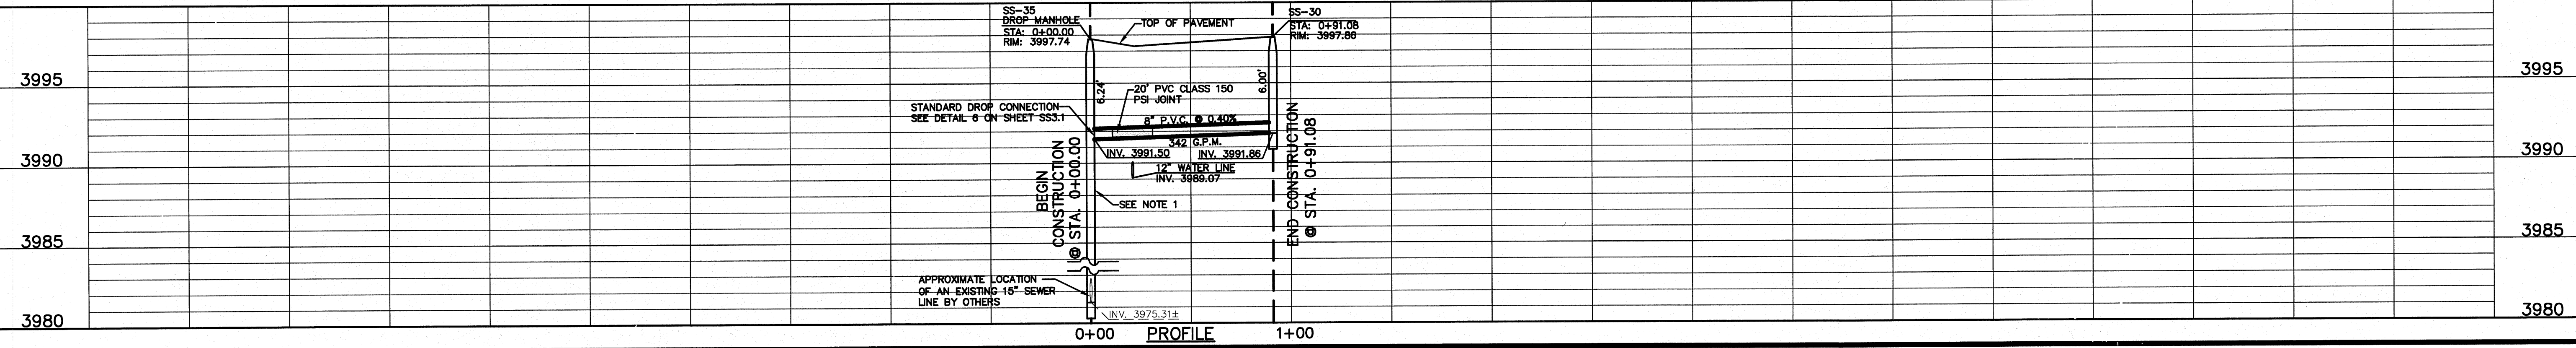 SS-35
DROP MANHOLE
STA: 0+00.00
RIM: 3997.74
TOP OF PAVEMENT
SS-30
STA: 0+91.08
RIM: 3997.86
3995
3995
6.24'
20' PVC CLASS 150
PSI JOINT
6.00'
STANDARD DROP CONNECTION
SEE DETAIL 6 ON SHEET SS3.1
8" P.V.C. @ 0.40%
342 G.P.M.
INV. 3991.50
INV. 3991.86
3990
3990
12" WATER LINE
INV. 3989.07
BEGIN
CONSTRUCTION
@ STA. 0+00.00
END CONSTRUCTION
@ STA. 0+91.08
SEE NOTE 1
3985
3985
APPROXIMATE LOCATION
OF AN EXISTING 15" SEWER
LINE BY OTHERS
INV. 3975.31±
3980
3980
0+00
PROFILE
1+00